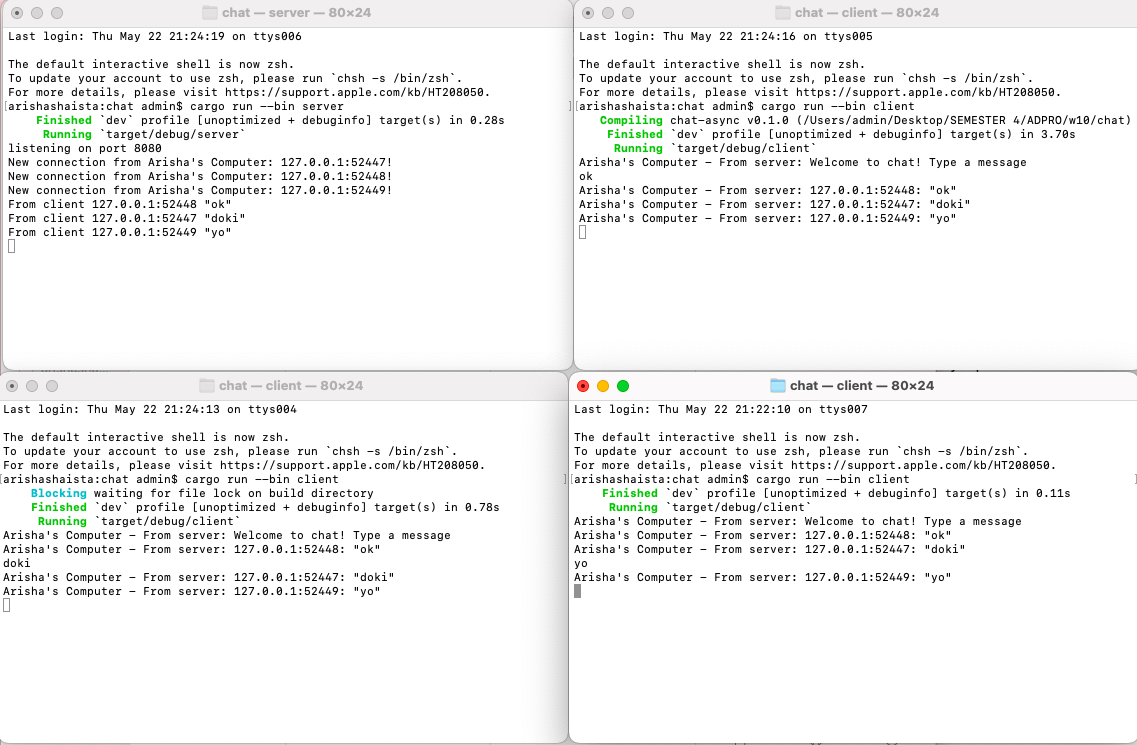 chat — server — 80×24
Last login: Thu May 22 21:24:19 on ttys006
The default interactive shell is now zsh.
To update your account to use zsh, please run `chsh -s /bin/zsh`.
For more details, please visit https://support.apple.com/kb/HT208050.
[arishashaista:chat admin$ cargo run --bin server ]
Finished `dev` profile [unoptimized + debuginfo] target(s) in 0.28s
Running `target/debug/server`
listening on port 8080
New connection from Arisha's Computer: 127.0.0.1:52447!
New connection from Arisha's Computer: 127.0.0.1:52448!
New connection from Arisha's Computer: 127.0.0.1:52449!
From client 127.0.0.1:52448 "ok"
From client 127.0.0.1:52447 "doki"
From client 127.0.0.1:52449 "yo"
chat — client — 80×24
Last login: Thu May 22 21:24:16 on ttys005
The default interactive shell is now zsh.
To update your account to use zsh, please run `chsh -s /bin/zsh`.
For more details, please visit https://support.apple.com/kb/HT208050.
[arishashaista:chat admin$ cargo run --bin client
Compiling chat-async v0.1.0 (/Users/admin/Desktop/SEMESTER 4/ADPRO/w10/chat)
Finished `dev` profile [unoptimized + debuginfo] target(s) in 3.70s
Running `target/debug/client`
Arisha's Computer - From server: Welcome to chat! Type a message
ok
Arisha's Computer - From server: 127.0.0.1:52448: "ok"
Arisha's Computer - From server: 127.0.0.1:52447: "doki"
Arisha's Computer - From server: 127.0.0.1:52449: "yo"
chat — client — 80×24
Last login: Thu May 22 21:24:13 on ttys004
The default interactive shell is now zsh.
To update your account to use zsh, please run `chsh -s /bin/zsh`.
For more details, please visit https://support.apple.com/kb/HT208050.
[arishashaista:chat admin$ cargo run --bin client ]
Blocking waiting for file lock on build directory
Finished `dev` profile [unoptimized + debuginfo] target(s) in 0.78s
Running `target/debug/client`
Arisha's Computer - From server: Welcome to chat! Type a message
Arisha's Computer - From server: 127.0.0.1:52448: "ok"
doki
Arisha's Computer - From server: 127.0.0.1:52447: "doki"
Arisha's Computer - From server: 127.0.0.1:52449: "yo"
chat — client — 80×24
Last login: Thu May 22 21:22:10 on ttys007
The default interactive shell is now zsh.
To update your account to use zsh, please run `chsh -s /bin/zsh`.
For more details, please visit https://support.apple.com/kb/HT208050.
[arishashaista:chat admin$ cargo run --bin client ]
Finished `dev` profile [unoptimized + debuginfo] target(s) in 0.11s
Running `target/debug/client`
Arisha's Computer - From server: Welcome to chat! Type a message
Arisha's Computer - From server: 127.0.0.1:52448: "ok"
Arisha's Computer - From server: 127.0.0.1:52447: "doki"
yo
Arisha's Computer - From server: 127.0.0.1:52449: "yo"